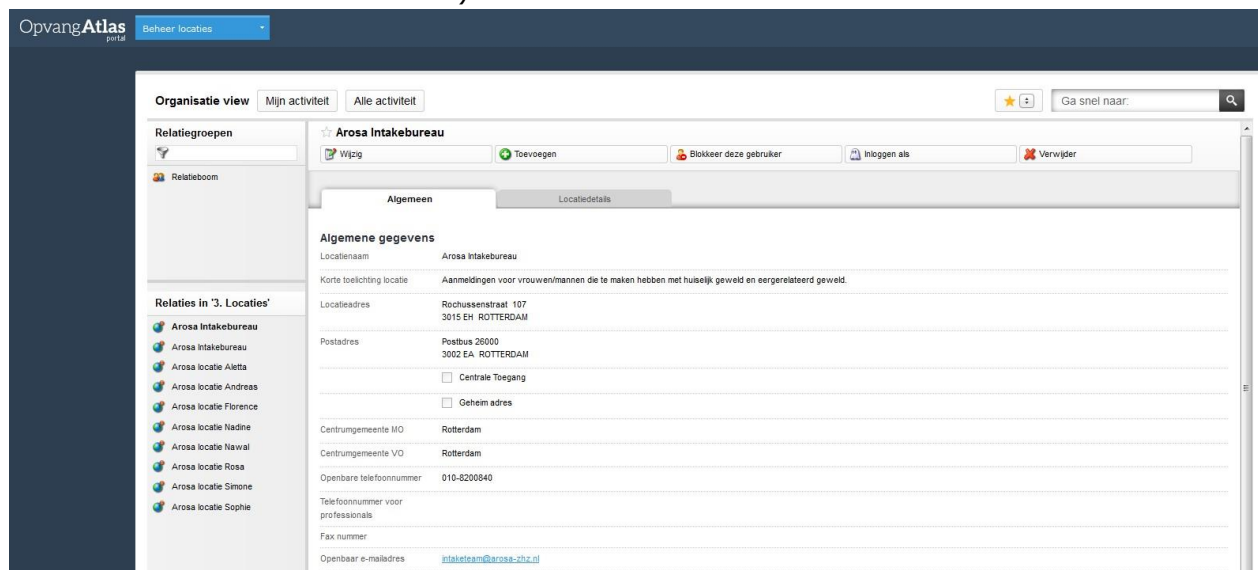 OpvangAtlas
portal
Beheer locaties
Organisatie view Mijn activiteit Alle activiteit Ga snel naar:
Relatiegroepen
Relatieboom
Relaties in '3. Locaties'
Arosa Intakebureau
Arosa Intakebureau
Arosa locatie Aletta
Arosa locatie Andreas
Arosa locatie Florence
Arosa locatie Nadine
Arosa locatie Nawal
Arosa locatie Rosa
Arosa locatie Simone
Arosa locatie Sophie
Arosa Intakebureau
Wijzig Toevoegen Blokkeer deze gebruiker Inloggen als Verwijder
Algemeen Locatiedetails
Algemene gegevens
Locatienaam Arosa Intakebureau
Korte toelichting locatie Aanmeldingen voor vrouwen/mannen die te maken hebben met huiselijk geweld en eergerelateerd geweld.
Locatieadres Rochussenstraat 107
3015 EH ROTTERDAM
Postadres Postbus 26000
3002 EA ROTTERDAM
Centrale Toegang
Geheim adres
Centrumgemeente MO Rotterdam
Centrumgemeente VO Rotterdam
Openbare telefoonnummer 010-8200840
Telefoonnummer voor
professionals
Fax nummer
Openbaar e-mailadres intaketeam@arosa-zhz.nl